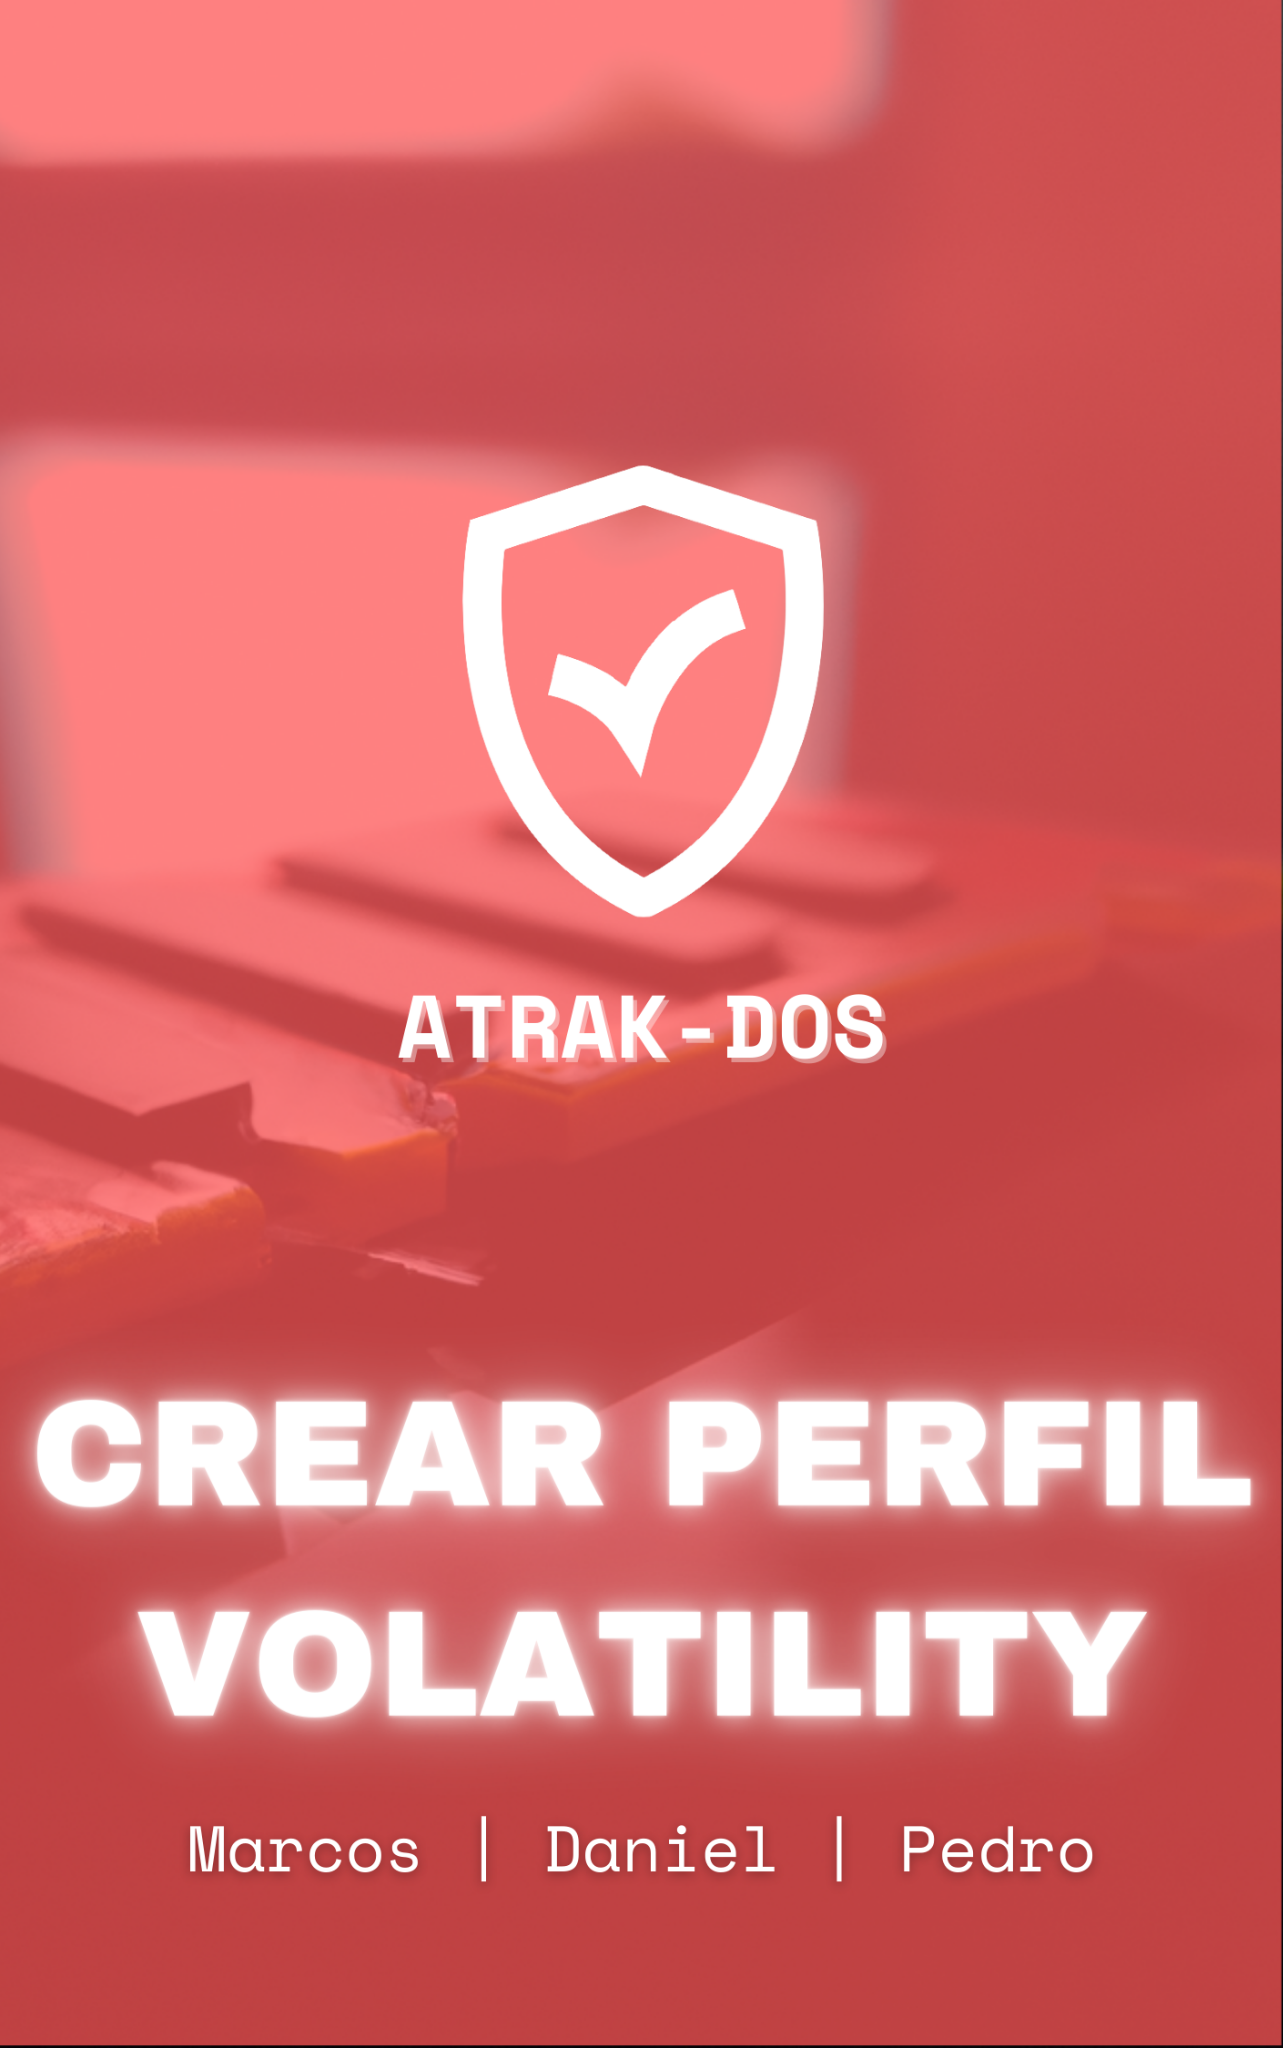 ATRAK-DOS
CREAR PERFIL
VOLATILITY
Marcos | Daniel | Pedro